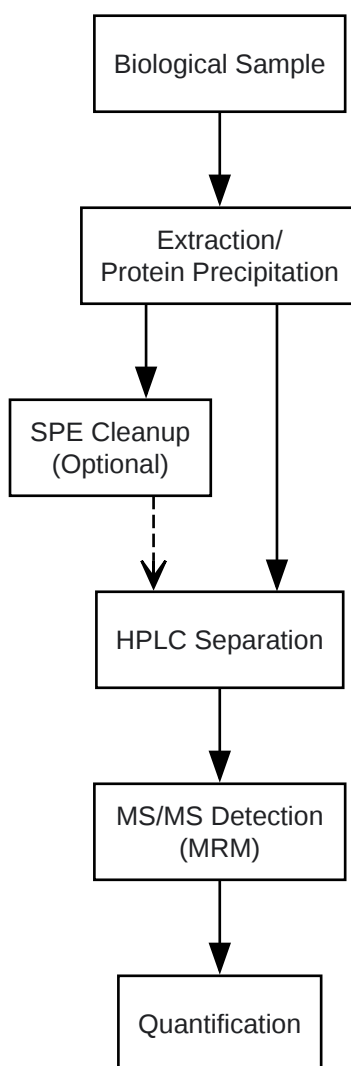 Biological Sample
Extraction/
Protein Precipitation
SPE Cleanup
(Optional)
HPLC Separation
MS/MS Detection
(MRM)
Quantification